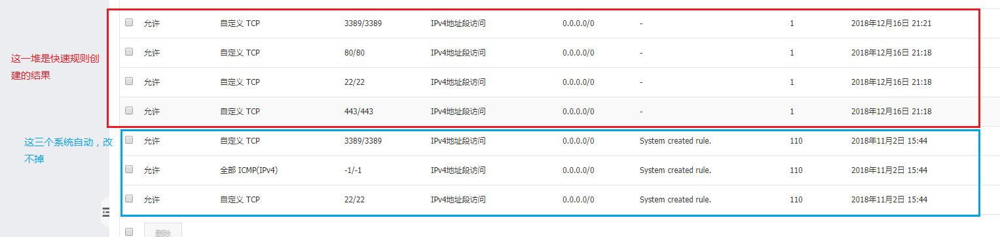 允许 自定义 TCP 3389/3389 IPv4地址段访问 0.0.0.0/0 - 1 2018年12月16日 21:21
允许 自定义 TCP 80/80 IPv4地址段访问 0.0.0.0/0 - 1 2018年12月16日 21:18
这一堆是快速规则创
建的结果
允许 自定义 TCP 22/22 IPv4地址段访问 0.0.0.0/0 - 1 2018年12月16日 21:18
允许 自定义 TCP 443/443 IPv4地址段访问 0.0.0.0/0 - 1 2018年12月16日 21:18
这三个系统自动，改
不掉
允许 自定义 TCP 3389/3389 IPv4地址段访问 0.0.0.0/0 System created rule. 110 2018年11月2日 15:44
允许 全部 ICMP(IPv4) -1/-1 IPv4地址段访问 0.0.0.0/0 System created rule. 110 2018年11月2日 15:44
允许 自定义 TCP 22/22 IPv4地址段访问 0.0.0.0/0 System created rule. 110 2018年11月2日 15:44
删除